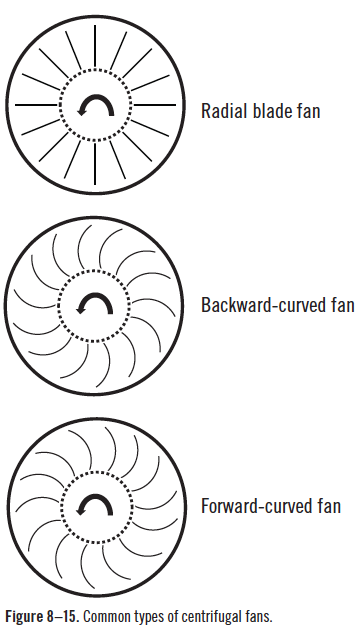 Radial blade fan
Backward-curved fan
Forward-curved fan
Figure 8–15. Common types of centrifugal fans.